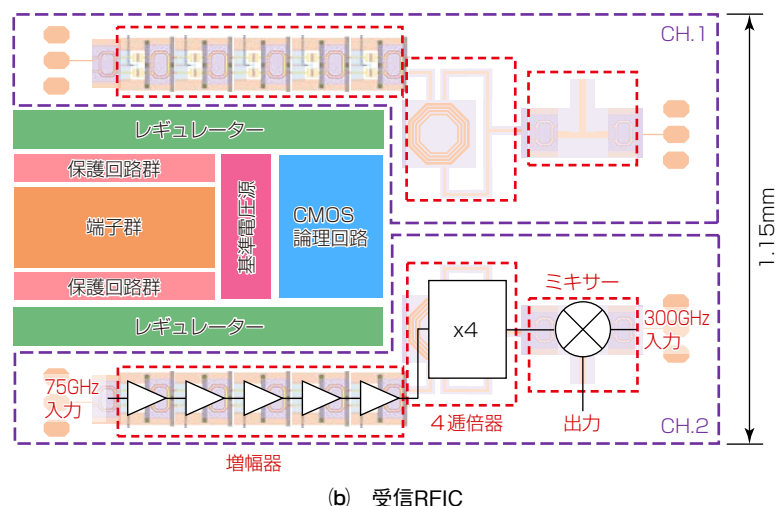 CH.1
レギュレーター
保護回路群
端子群
保護回路群
基準電圧源
CMOS
論理回路
レギュレーター
1.15mm
ミキサー
x4
300GHz
入力
75GHz
入力
4逓倍器
出力
CH.2
増幅器
(b) 受信RFIC